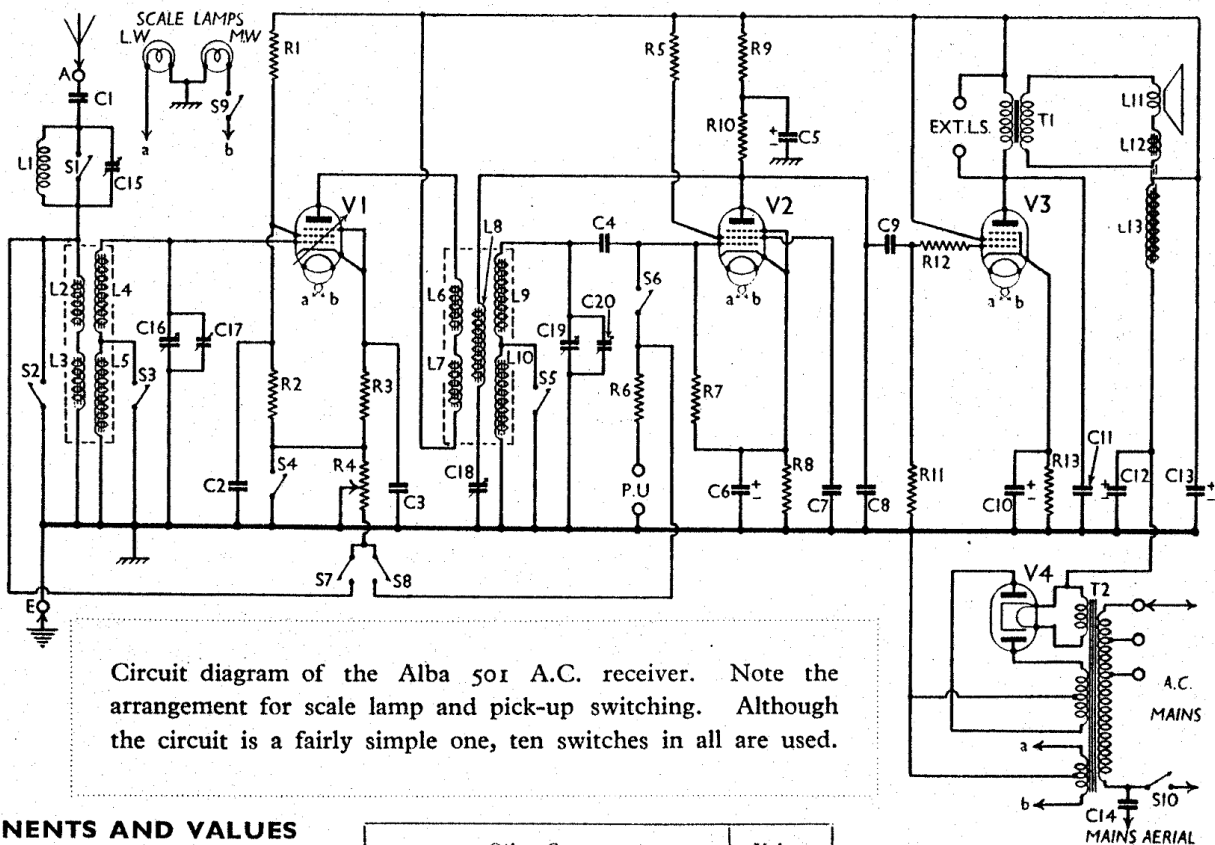 SCALE LAMPS
L.W
M.W
R1
R5
R9
A
C1
S9
L11
L1
S1
C15
a
b
R10
C5
EXT.L.S.
T1
L12
V1
V2
V3
L8
C4
C9
L13
L2
L4
a b
L6
L9
S6
a b
R12
a b
C16
C17
C19
C20
L3
L5
L7
L10
S2
S3
R2
R3
S5
R6
R7
C11
S4
R4
C18
R8
R11
R13
C2
C3
P.U
C6
C7
C8
C10
C12
C13
S7
S8
V4
T2
E
Circuit diagram of the Alba 501 A.C. receiver. Note the
arrangement for scale lamp and pick-up switching. Although
the circuit is a fairly simple one, ten switches in all are used.
A.C.
MAINS
a
b
S10
C14
MAINS AERIAL
NENTS AND VALUES